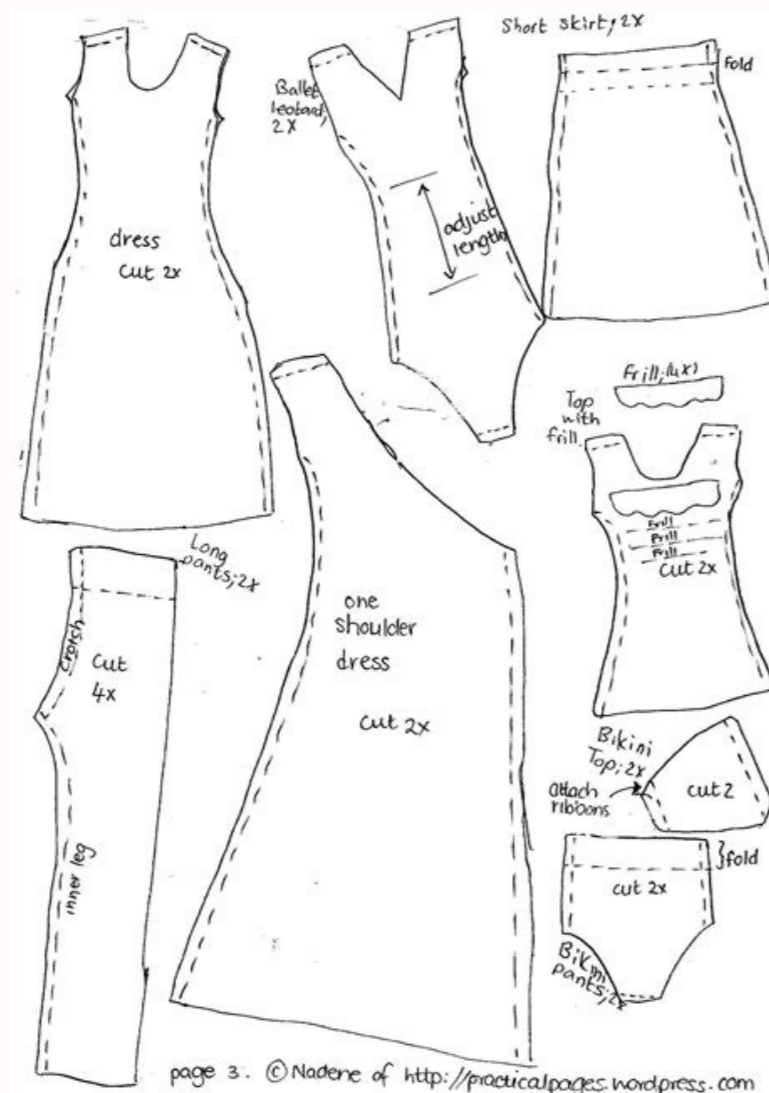 Short skirt; 2X
Fold
Ballet
leotard;
2X
adjust
length
dress
cut 2x
Frill; (4x)
Top
with
frill.
Frill
Frill
Frill
cut 2x
Long
pants; 2x
crotch
cut
4x
inner leg
one
shoulder
dress
cut 2x
Bikini
Top; 2x
attach
ribbons
cut 2
fold
cut 2x
Bikini
pants; 2x
page 3. © Nadene of http://practicalpages.wordpress.com